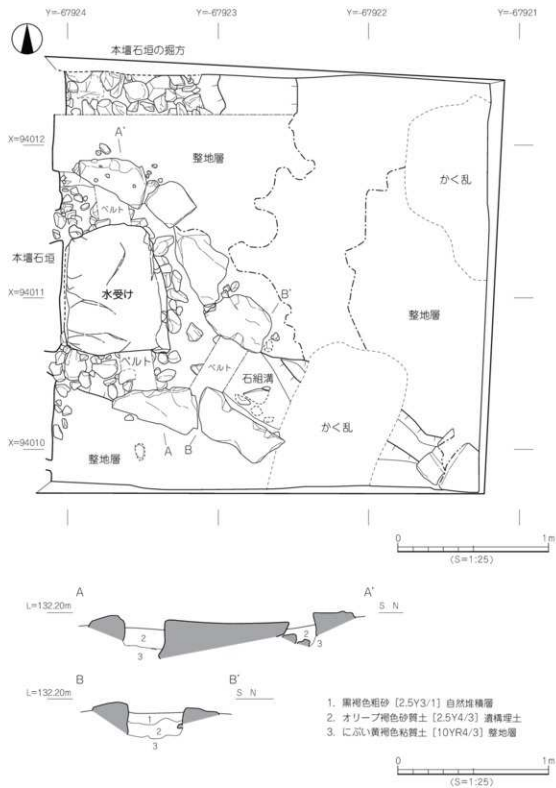 Y=-67924
Y=-67923
Y=-67922
Y=-67921
本壇石垣の掘方
X=94012
A'
整地層
かく乱
ベルト
本壇石垣
水受け
X=94011
B'
整地層
ベルト
ベルト
石組溝
かく乱
X=94010
A
B
整地層
0
1m
(S=1:25)
A
A'
L=132.20m
S N
2
3
2
3
B
B'
L=132.20m
S N
1
2
3
1. 黒褐色粗砂 [2.5Y3/1] 自然堆積層
2. オリーブ褐色砂質土 [2.5Y4/3] 遺構埋土
3. にぶい黄褐色粘質土 [10YR4/3] 整地層
0
1m
(S=1:25)